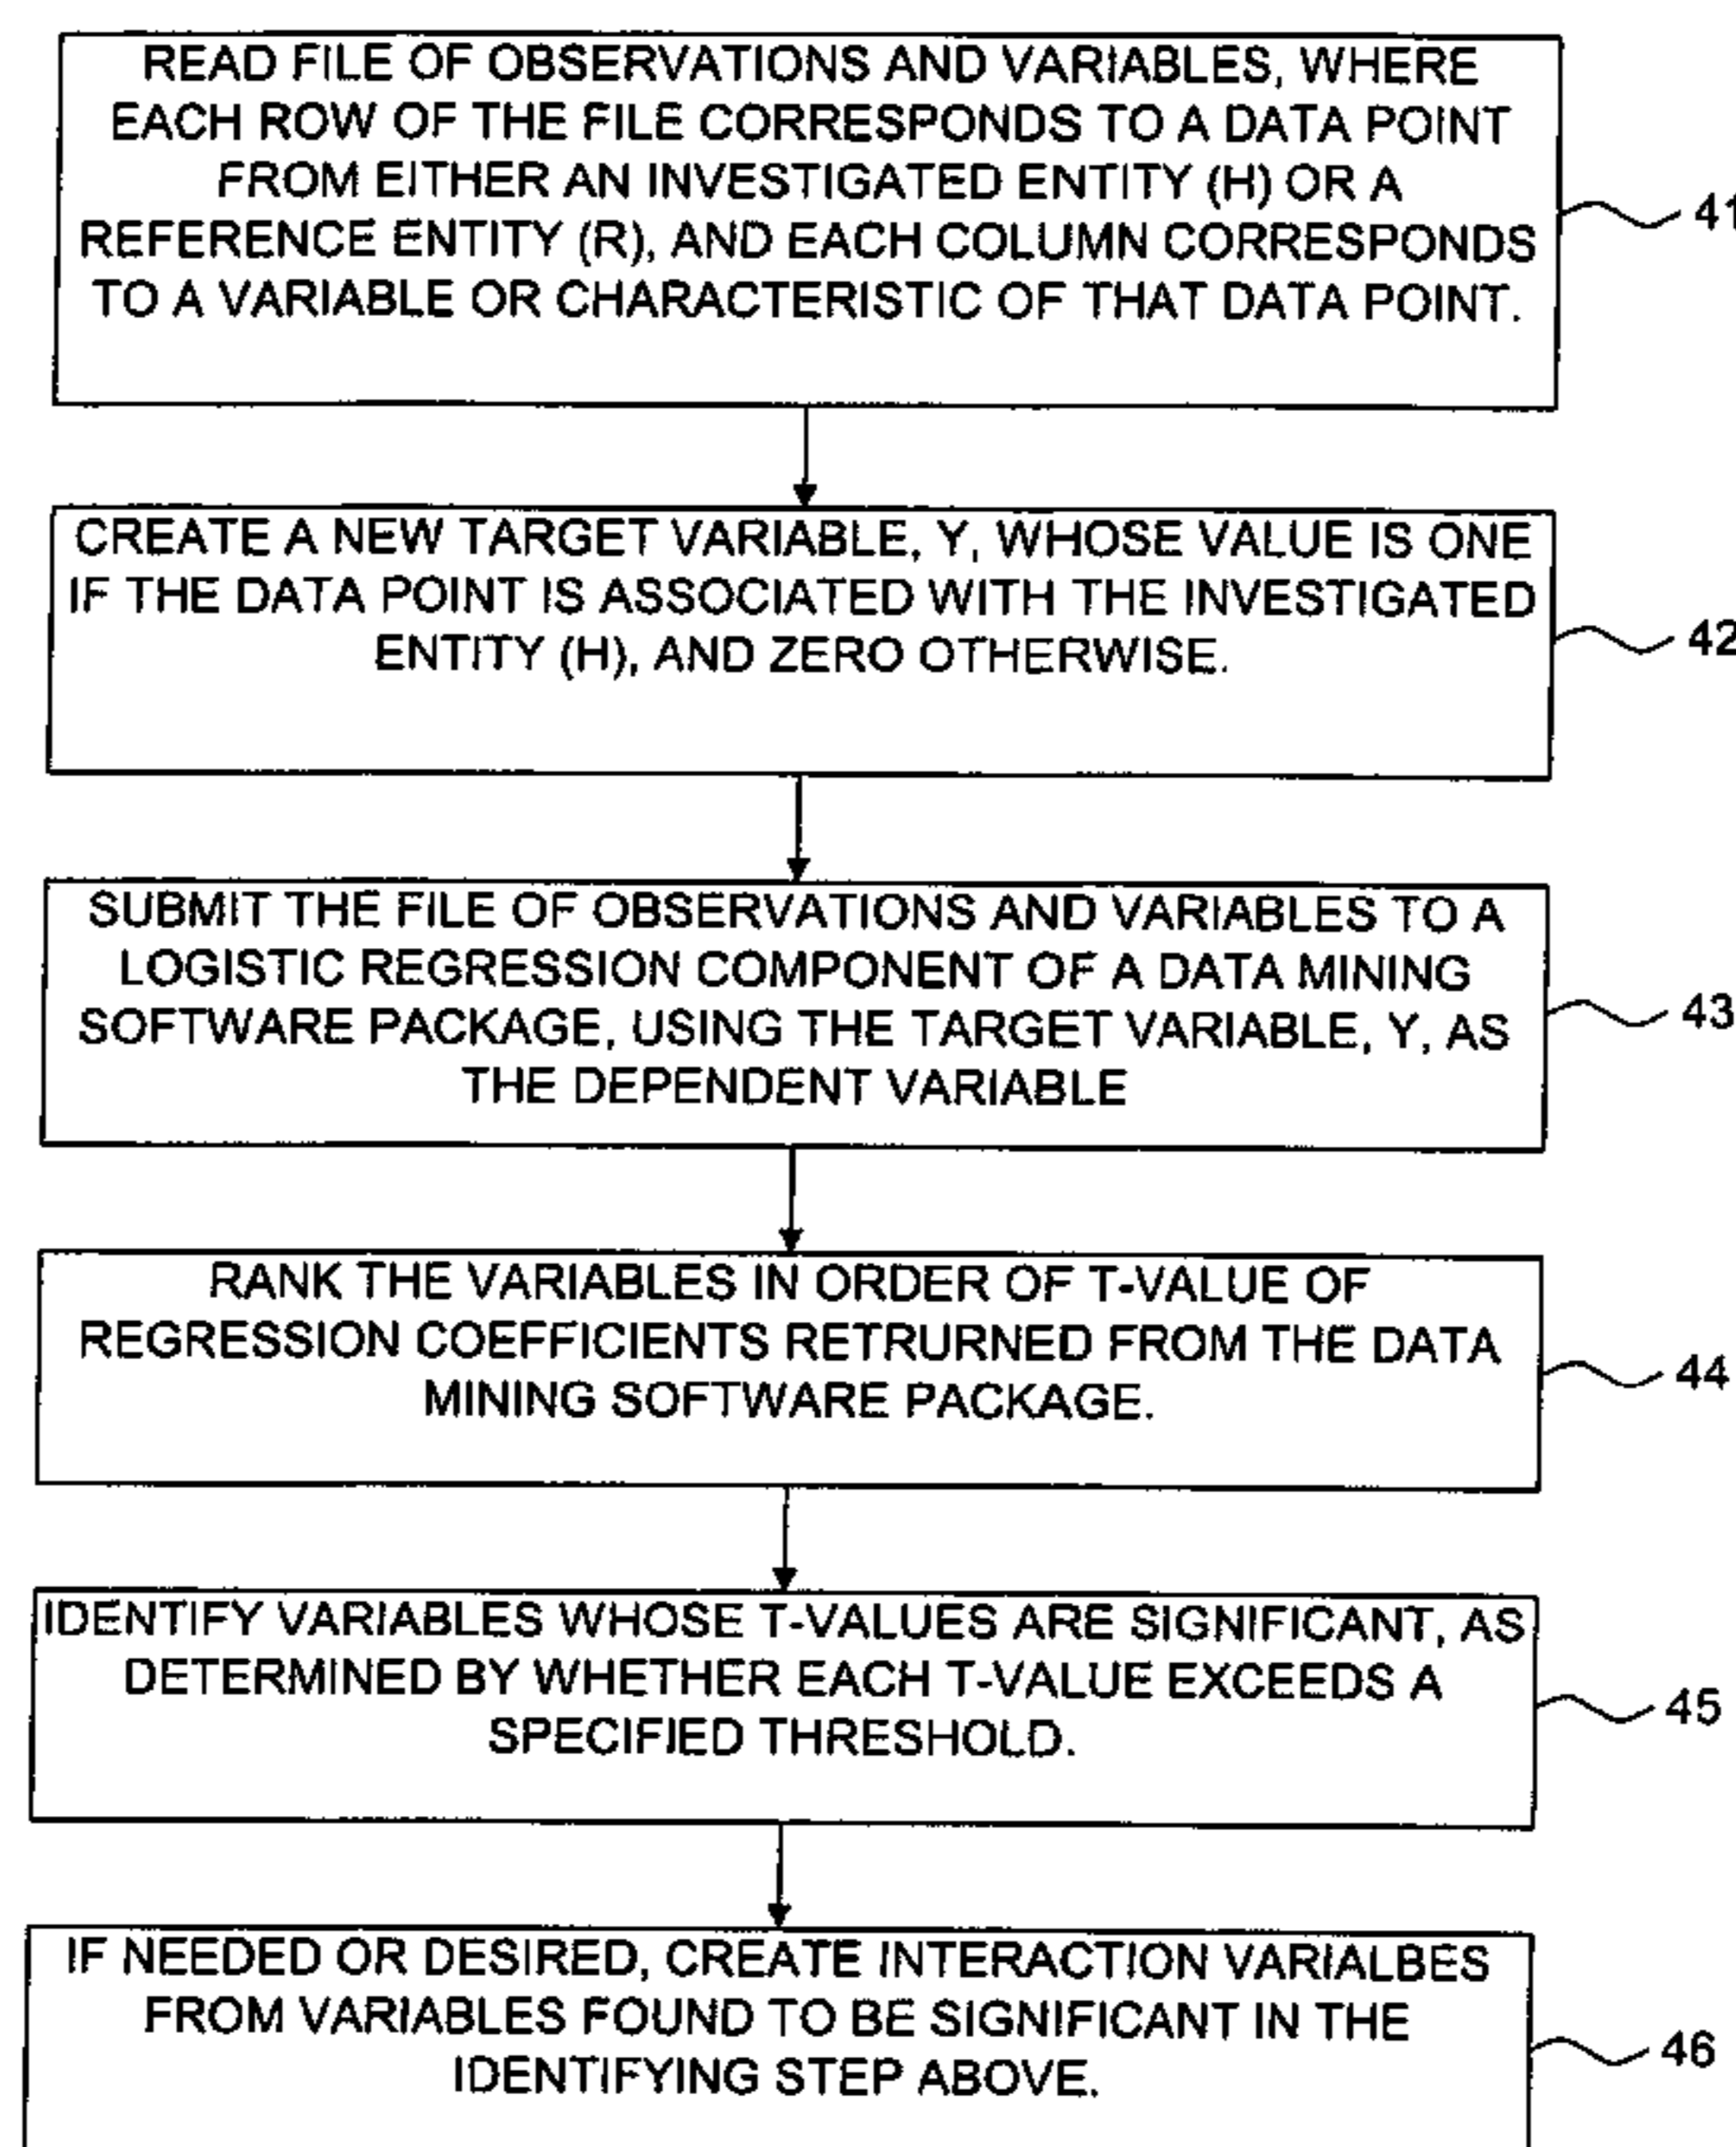 READ FILE OF OBSERVATIONS AND VARIABLES, WHERE
EACH ROW OF THE FILE CORRESPONDS TO A DATA POINT
FROM EITHER AN INVESTIGATED ENTITY (H) OR A
REFERENCE ENTITY (R), AND EACH COLUMN CORRESPONDS
TO A VARIABLE OR CHARACTERISTIC OF THAT DATA POINT.
41
CREATE A NEW TARGET VARIABLE, Y, WHOSE VALUE IS ONE
IF THE DATA POINT IS ASSOCIATED WITH THE INVESTIGATED
ENTITY (H), AND ZERO OTHERWISE.
42
SUBMIT THE FILE OF OBSERVATIONS AND VARIABLES TO A
LOGISTIC REGRESSION COMPONENT OF A DATA MINING
SOFTWARE PACKAGE, USING THE TARGET VARIABLE, Y, AS
THE DEPENDENT VARIABLE
43
RANK THE VARIABLES IN ORDER OF T-VALUE OF
REGRESSION COEFFICIENTS RETRURNED FROM THE DATA
MINING SOFTWARE PACKAGE.
44
IDENTIFY VARIABLES WHOSE T-VALUES ARE SIGNIFICANT, AS
DETERMINED BY WHETHER EACH T-VALUE EXCEEDS A
SPECIFIED THRESHOLD.
45
IF NEEDED OR DESIRED, CREATE INTERACTION VARIALBES
FROM VARIABLES FOUND TO BE SIGNIFICANT IN THE
IDENTIFYING STEP ABOVE.
46